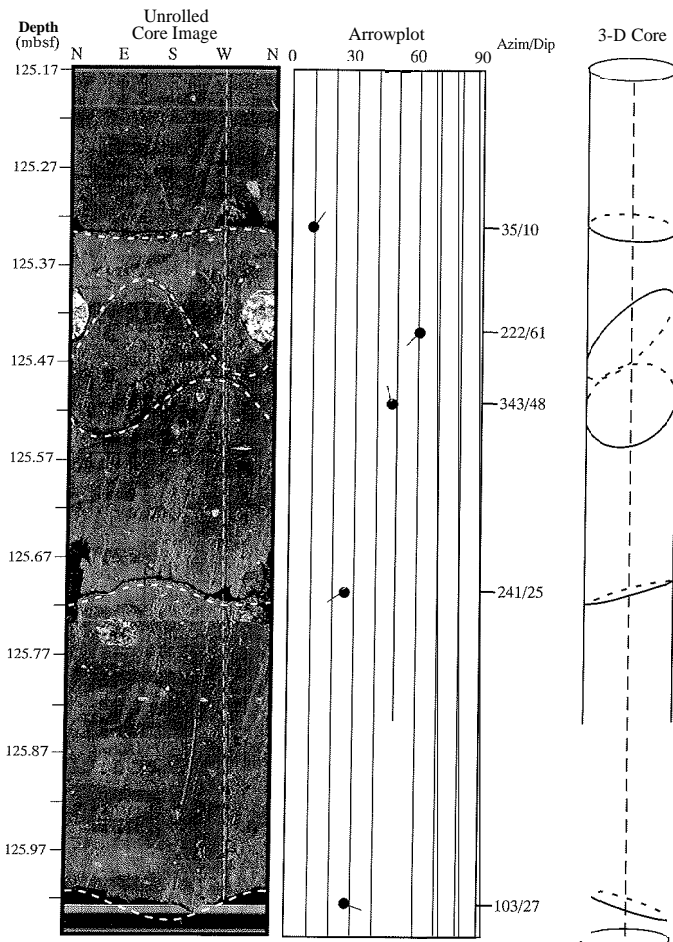 Depth
(mbsf)
Unrolled
Core Image
N E S W N
Arrowplot
0 30 60 90
Azim/Dip
3-D Core
125.17
125.27
35/10
125.37
222/61
125.47
343/48
125.57
125.67
241/25
125.77
125.87
125.97
103/27